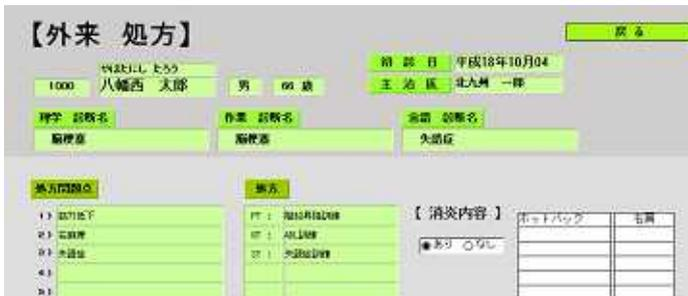 【外来 処方】
戻る
やはたにし たろう
初診日 平成18年10月04
1000 八幡西 太郎 男 66 歳
主治医 北九州 一郎
理学 診断名 作業 診断名 言語 診断名
脳梗塞 脳梗塞 失語症
処方問題点 処方
【 消炎内容 】
ホットパック 右肩
1) 筋力低下
2) 右麻痺
3) 失語症
4)
5)
PT :
OT : ADL訓練
ST : 失語症訓練
あり なし